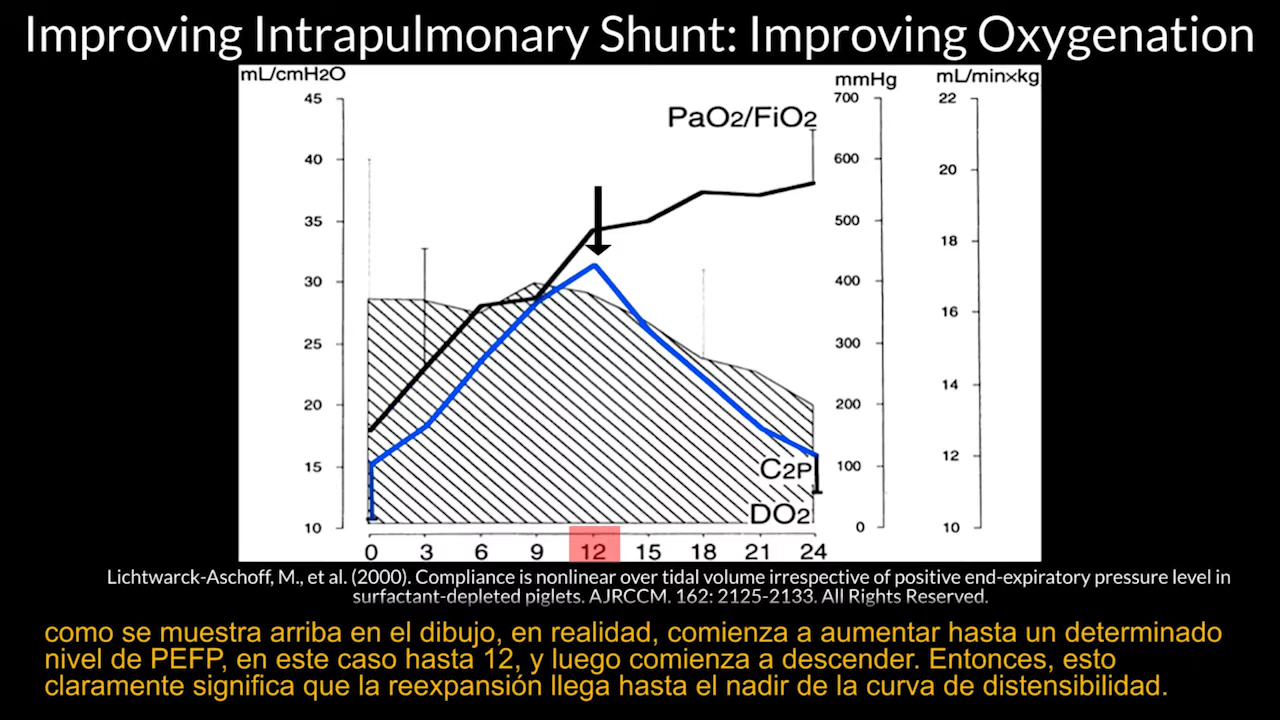 Improving Intrapulmonary Shunt: Improving Oxygenation
mL/cmH2O
mmHg
mL/min×kg
45
40
35
30
25
20
15
10
PaO2/FiO2
C2P
DO2
700
600
500
400
300
200
100
0
22
20
18
16
14
12
10
0 3 6 9 12 15 18 21 24
Lichtwarck-Aschoff, M., et al. (2000). Compliance is nonlinear over tidal volume irrespective of positive end-expiratory pressure level in
surfactant-depleted piglets. AJRCCM. 162: 2125-2133. All Rights Reserved.
como se muestra arriba en el dibujo, en realidad, comienza a aumentar hasta un determinado
nivel de PEFP, en este caso hasta 12, y luego comienza a descender. Entonces, esto
claramente significa que la reexpansión llega hasta el nadir de la curva de distensibilidad.